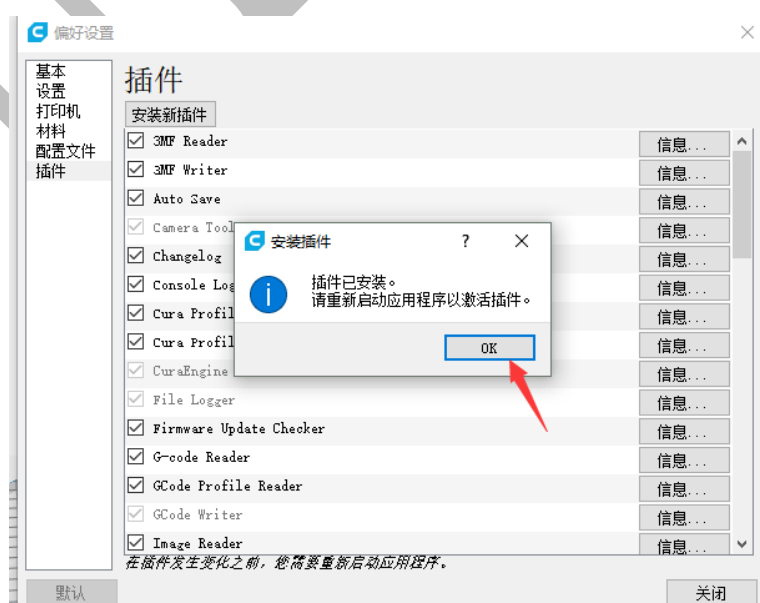 偏好设置
基本
设置
打印机
材料
配置文件
插件
插件
安装新插件
3MF Reader 信息...
3MF Writer 信息...
Auto Save 信息...
Camera Tool 信息...
Changelog 信息...
Console Log 信息...
Cura Profil 信息...
Cura Profil 信息...
CuraEngine 信息...
File Logger 信息...
Firmware Update Checker 信息...
G-code Reader 信息...
GCode Profile Reader 信息...
GCode Writer 信息...
Image Reader 信息...
安装插件
插件已安装。
请重新启动应用程序以激活插件。
OK
在插件发生变化之前，您需要重新启动应用程序。
默认
关闭